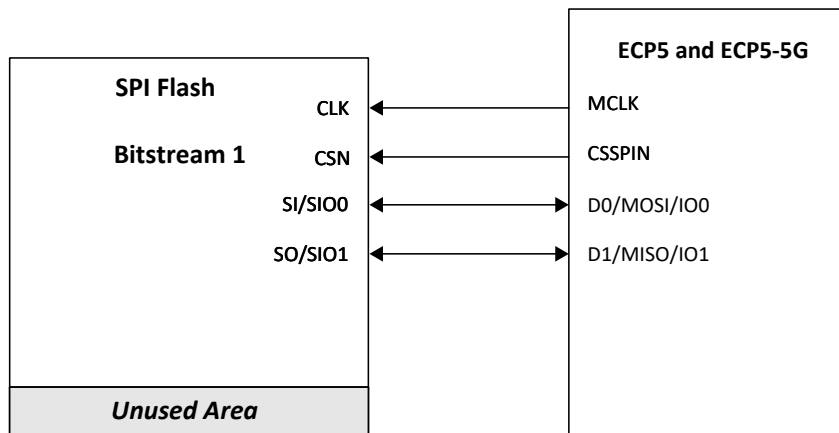 ECP5 and ECP5-5G
SPI Flash
CLK
MCLK
Bitstream 1
CSN
CSSPIN
SI/SIO0
D0/MOSI/IO0
SO/SIO1
D1/MISO/IO1
Unused Area